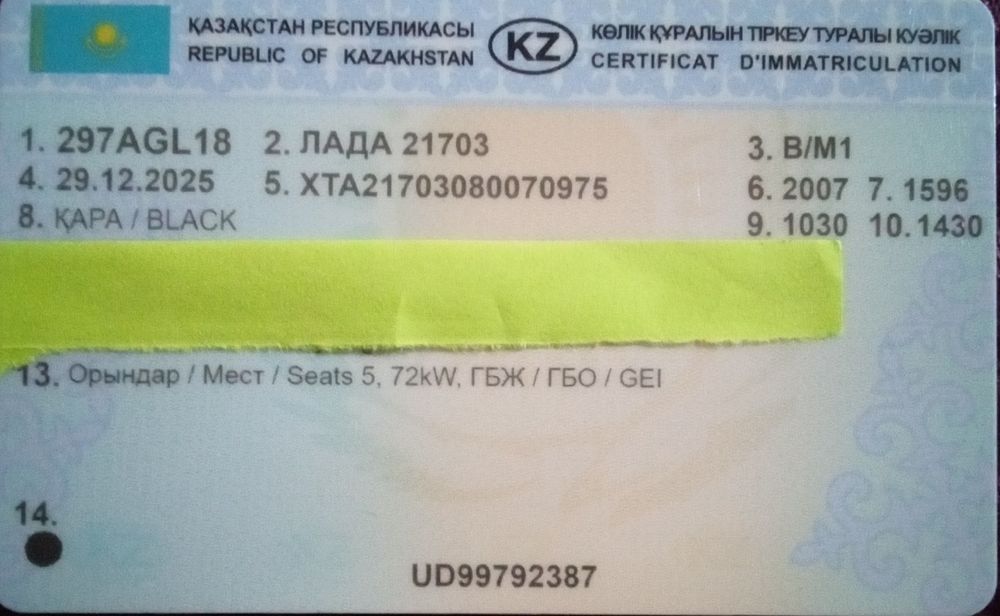 ҚАЗАҚСТАН РЕСПУБЛИКАСЫ
REPUBLIC OF KAZAKHSTAN
KZ
КӨЛІК ҚҰРАЛЫН ТІРКЕУ ТУРАЛЫ КУӘЛІК
CERTIFICAT D'IMMATRICULATION
1. 297AGL18 2. ЛАДА 21703 3. B/M1
4. 29.12.2025 5. XTA21703080070975 6. 2007 7. 1596
8. ҚАРА / BLACK 9. 1030 10. 1430
13. Орындар / Мест / Seats 5, 72kW, ГБЖ / ГБО / GEI
14.
UD99792387